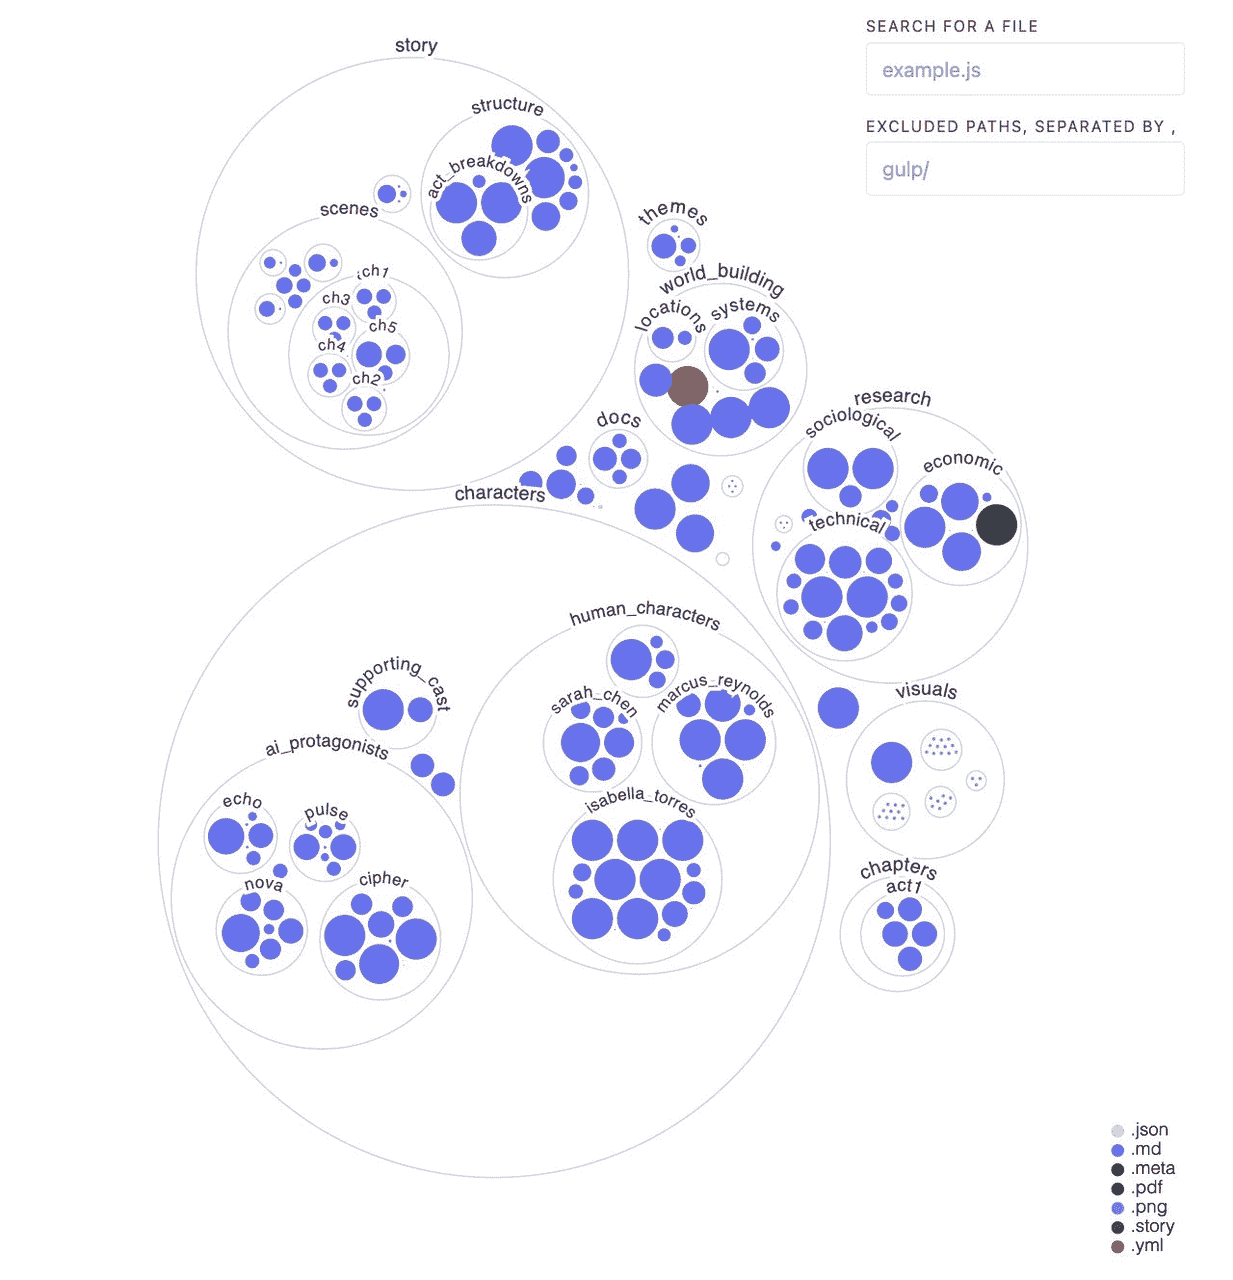 SEARCH FOR A FILE
example.js
EXCLUDED PATHS, SEPARATED BY ,
gulp/
story
structure
act_breakdowns
scenes
ch1
ch3
ch5
ch4
ch2
themes
world_building
locations
systems
docs
research
sociological
economic
technical
characters
human_characters
supporting_cast
sarah_chen
marcus_reynolds
ai_protagonists
isabella_torres
echo
pulse
nova
cipher
visuals
chapters
act1
.json
.md
.meta
.pdf
.png
.story
.yml